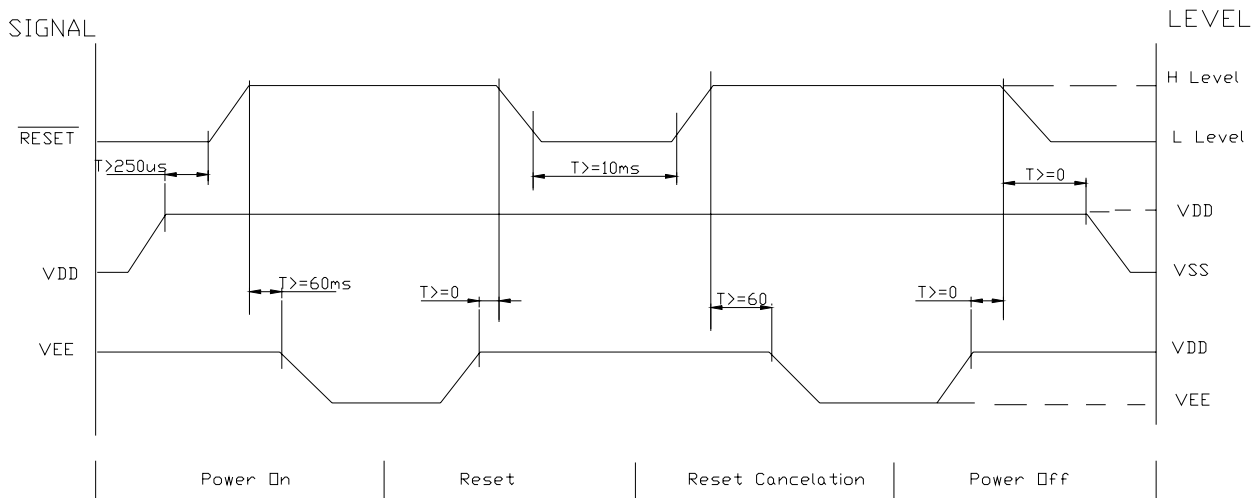 SIGNAL
LEVEL
H Level
RESET
L Level
T>250us
T>=10ms
T>=0
VDD
VDD
VSS
T>=60ms
T>=0
T>=60.
T>=0
VEE
VDD
VEE
Power On
Reset
Reset Cancelation
Power Off